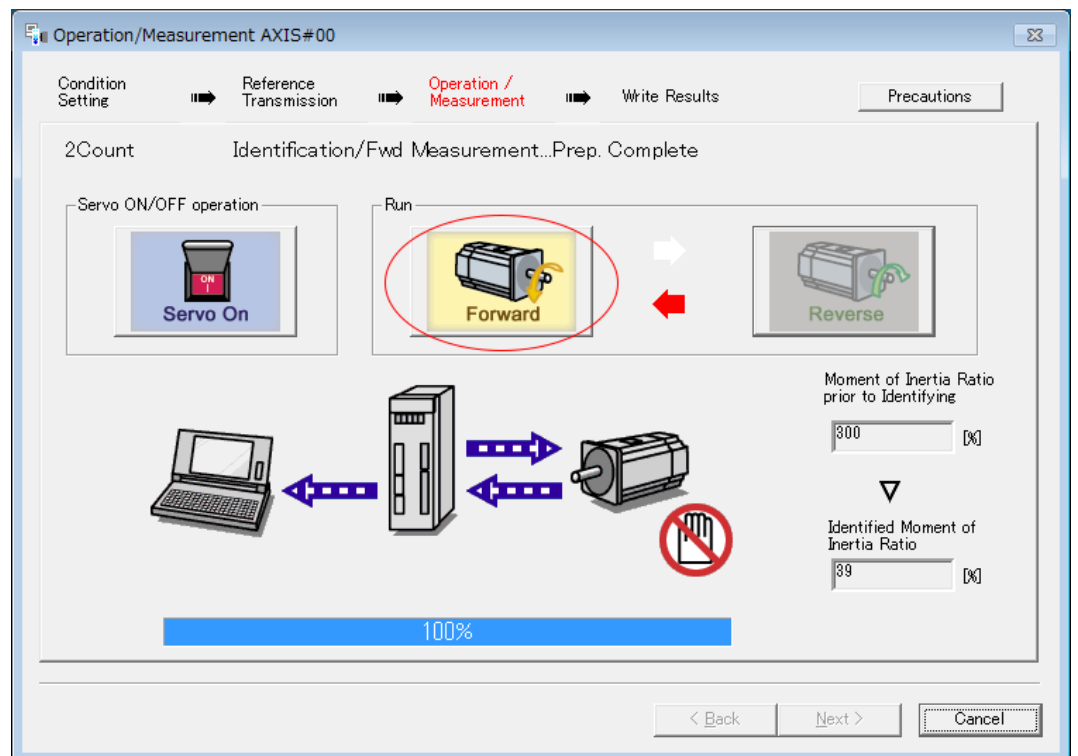 Operation/Measurement AXIS#00
Condition
Setting
Reference
Transmission
Operation /
Measurement
Write Results
Precautions
2Count
Identification/Fwd Measurement...Prep. Complete
Servo ON/OFF operation
Run
ON
I
Servo On
Forward
Reverse
Moment of Inertia Ratio
prior to Identifying
300
[%]
Identified Moment of
Inertia Ratio
39
[%]
100%
< Back
Next >
Cancel